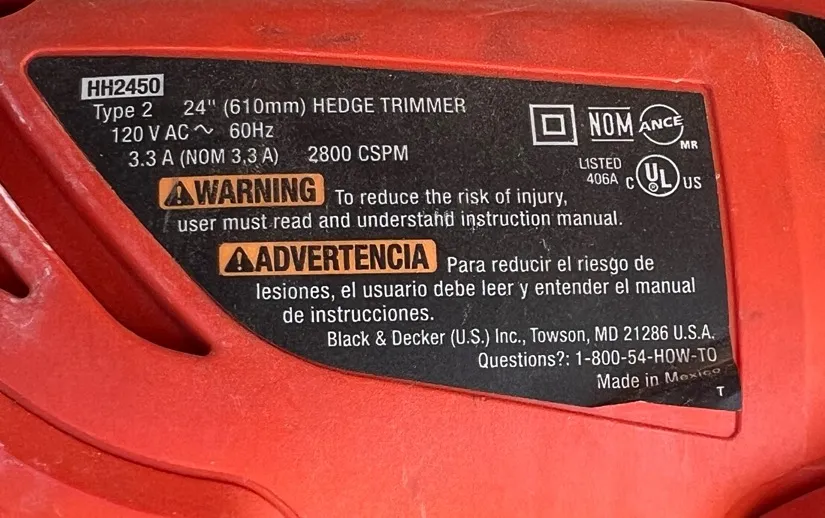 HH2450
Type 2 24" (610mm) HEDGE TRIMMER
120 V AC ~ 60Hz
3.3 A (NOM 3,3 A) 2800 CSPM
NOM ANCE
MR
LISTED
406A C UL US
WARNING To reduce the risk of injury,
user must read and understand instruction manual.
ADVERTENCIA Para reducir el riesgo de
lesiones, el usuario debe leer y entender el manual
de instrucciones.
Black & Decker (U.S.) Inc., Towson, MD 21286 U.S.A.
Questions?: 1-800-54-HOW-TO
Made in Mexico
T